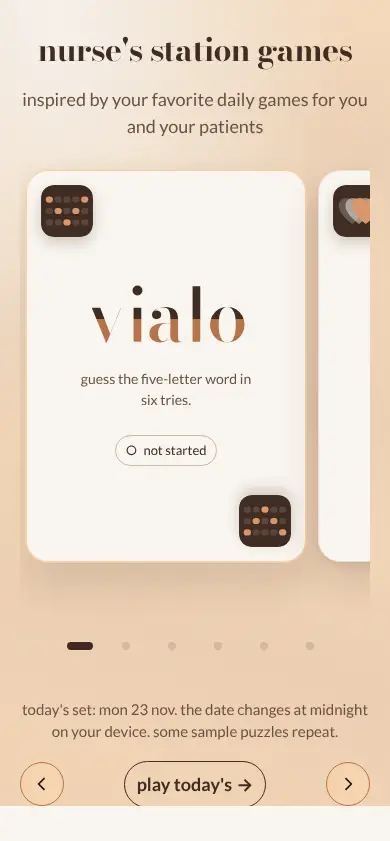 nurse's station games
inspired by your favorite daily games for you
and your patients
vialo
guess the five-letter word in
six tries.
not started
today's set: mon 23 nov. the date changes at midnight
on your device. some sample puzzles repeat.
play today's →